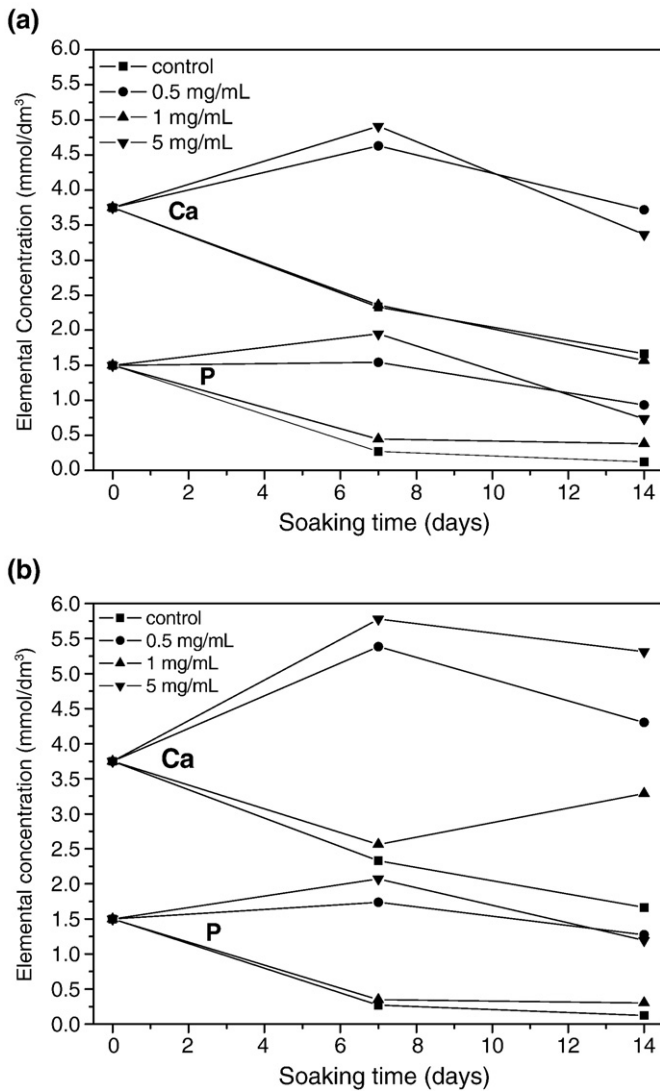 (a)
6.0
5.5
5.0
4.5
4.0
3.5
3.0
2.5
2.0
1.5
1.0
0.5
0.0
Elemental Concentration (mmol/dm³)
control
0.5 mg/mL
1 mg/mL
5 mg/mL
Ca
P
0 2 4 6 8 10 12 14
Soaking time (days)
(b)
6.0
5.5
5.0
4.5
4.0
3.5
3.0
2.5
2.0
1.5
1.0
0.5
0.0
Elemental concentration (mmol/dm³)
control
0.5 mg/mL
1 mg/mL
5 mg/mL
Ca
P
0 2 4 6 8 10 12 14
Soaking time (days)